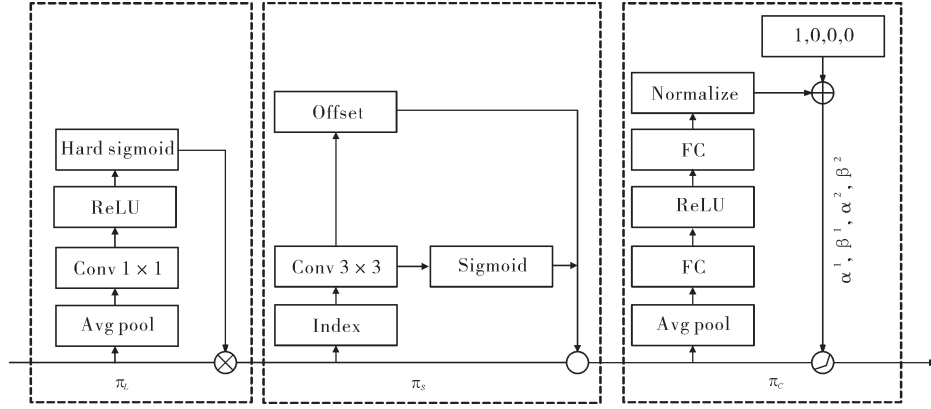 Hard sigmoid
ReLU
Conv 1 × 1
Avg pool
π_L
Offset
Conv 3 × 3
Sigmoid
Index
π_S
1,0,0,0
Normalize
FC
ReLU
FC
Avg pool
α¹, β¹, α², β²
π_C